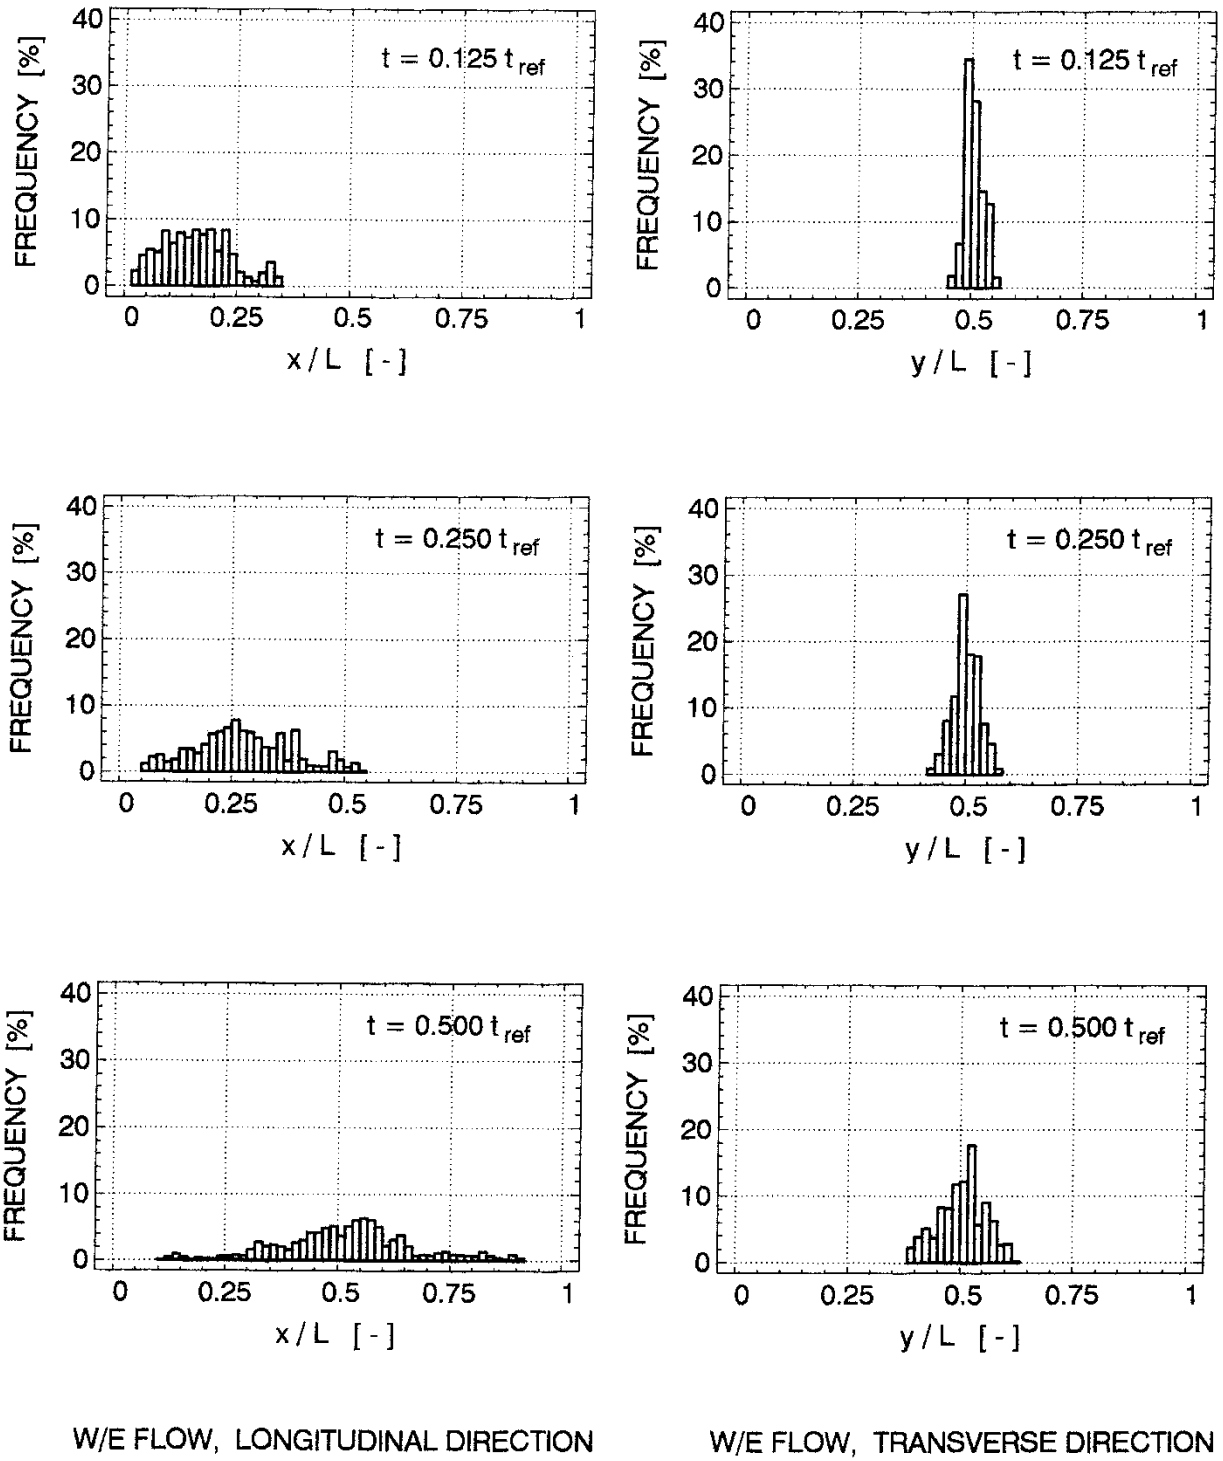 40
30
20
10
0
FREQUENCY [%]
t = 0.125 t ref
0 0.25 0.5 0.75 1
x / L [ - ]
40
30
20
10
0
FREQUENCY [%]
t = 0.125 t ref
0 0.25 0.5 0.75 1
y / L [ - ]
40
30
20
10
0
FREQUENCY [%]
t = 0.250 t ref
0 0.25 0.5 0.75 1
x / L [ - ]
40
30
20
10
0
FREQUENCY [%]
t = 0.250 t ref
0 0.25 0.5 0.75 1
y / L [ - ]
40
30
20
10
0
FREQUENCY [%]
t = 0.500 t ref
0 0.25 0.5 0.75 1
x / L [ - ]
40
30
20
10
0
FREQUENCY [%]
t = 0.500 t ref
0 0.25 0.5 0.75 1
y / L [ - ]
W/E FLOW, LONGITUDINAL DIRECTION
W/E FLOW, TRANSVERSE DIRECTION